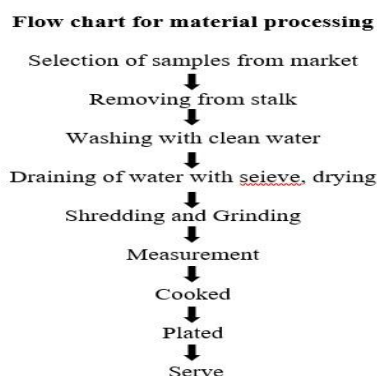 Flow chart for material processing
Selection of samples from market
Removing from stalk
Washing with clean water
Draining of water with seieve, drying
Shredding and Grinding
Measurement
Cooked
Plated
Serve